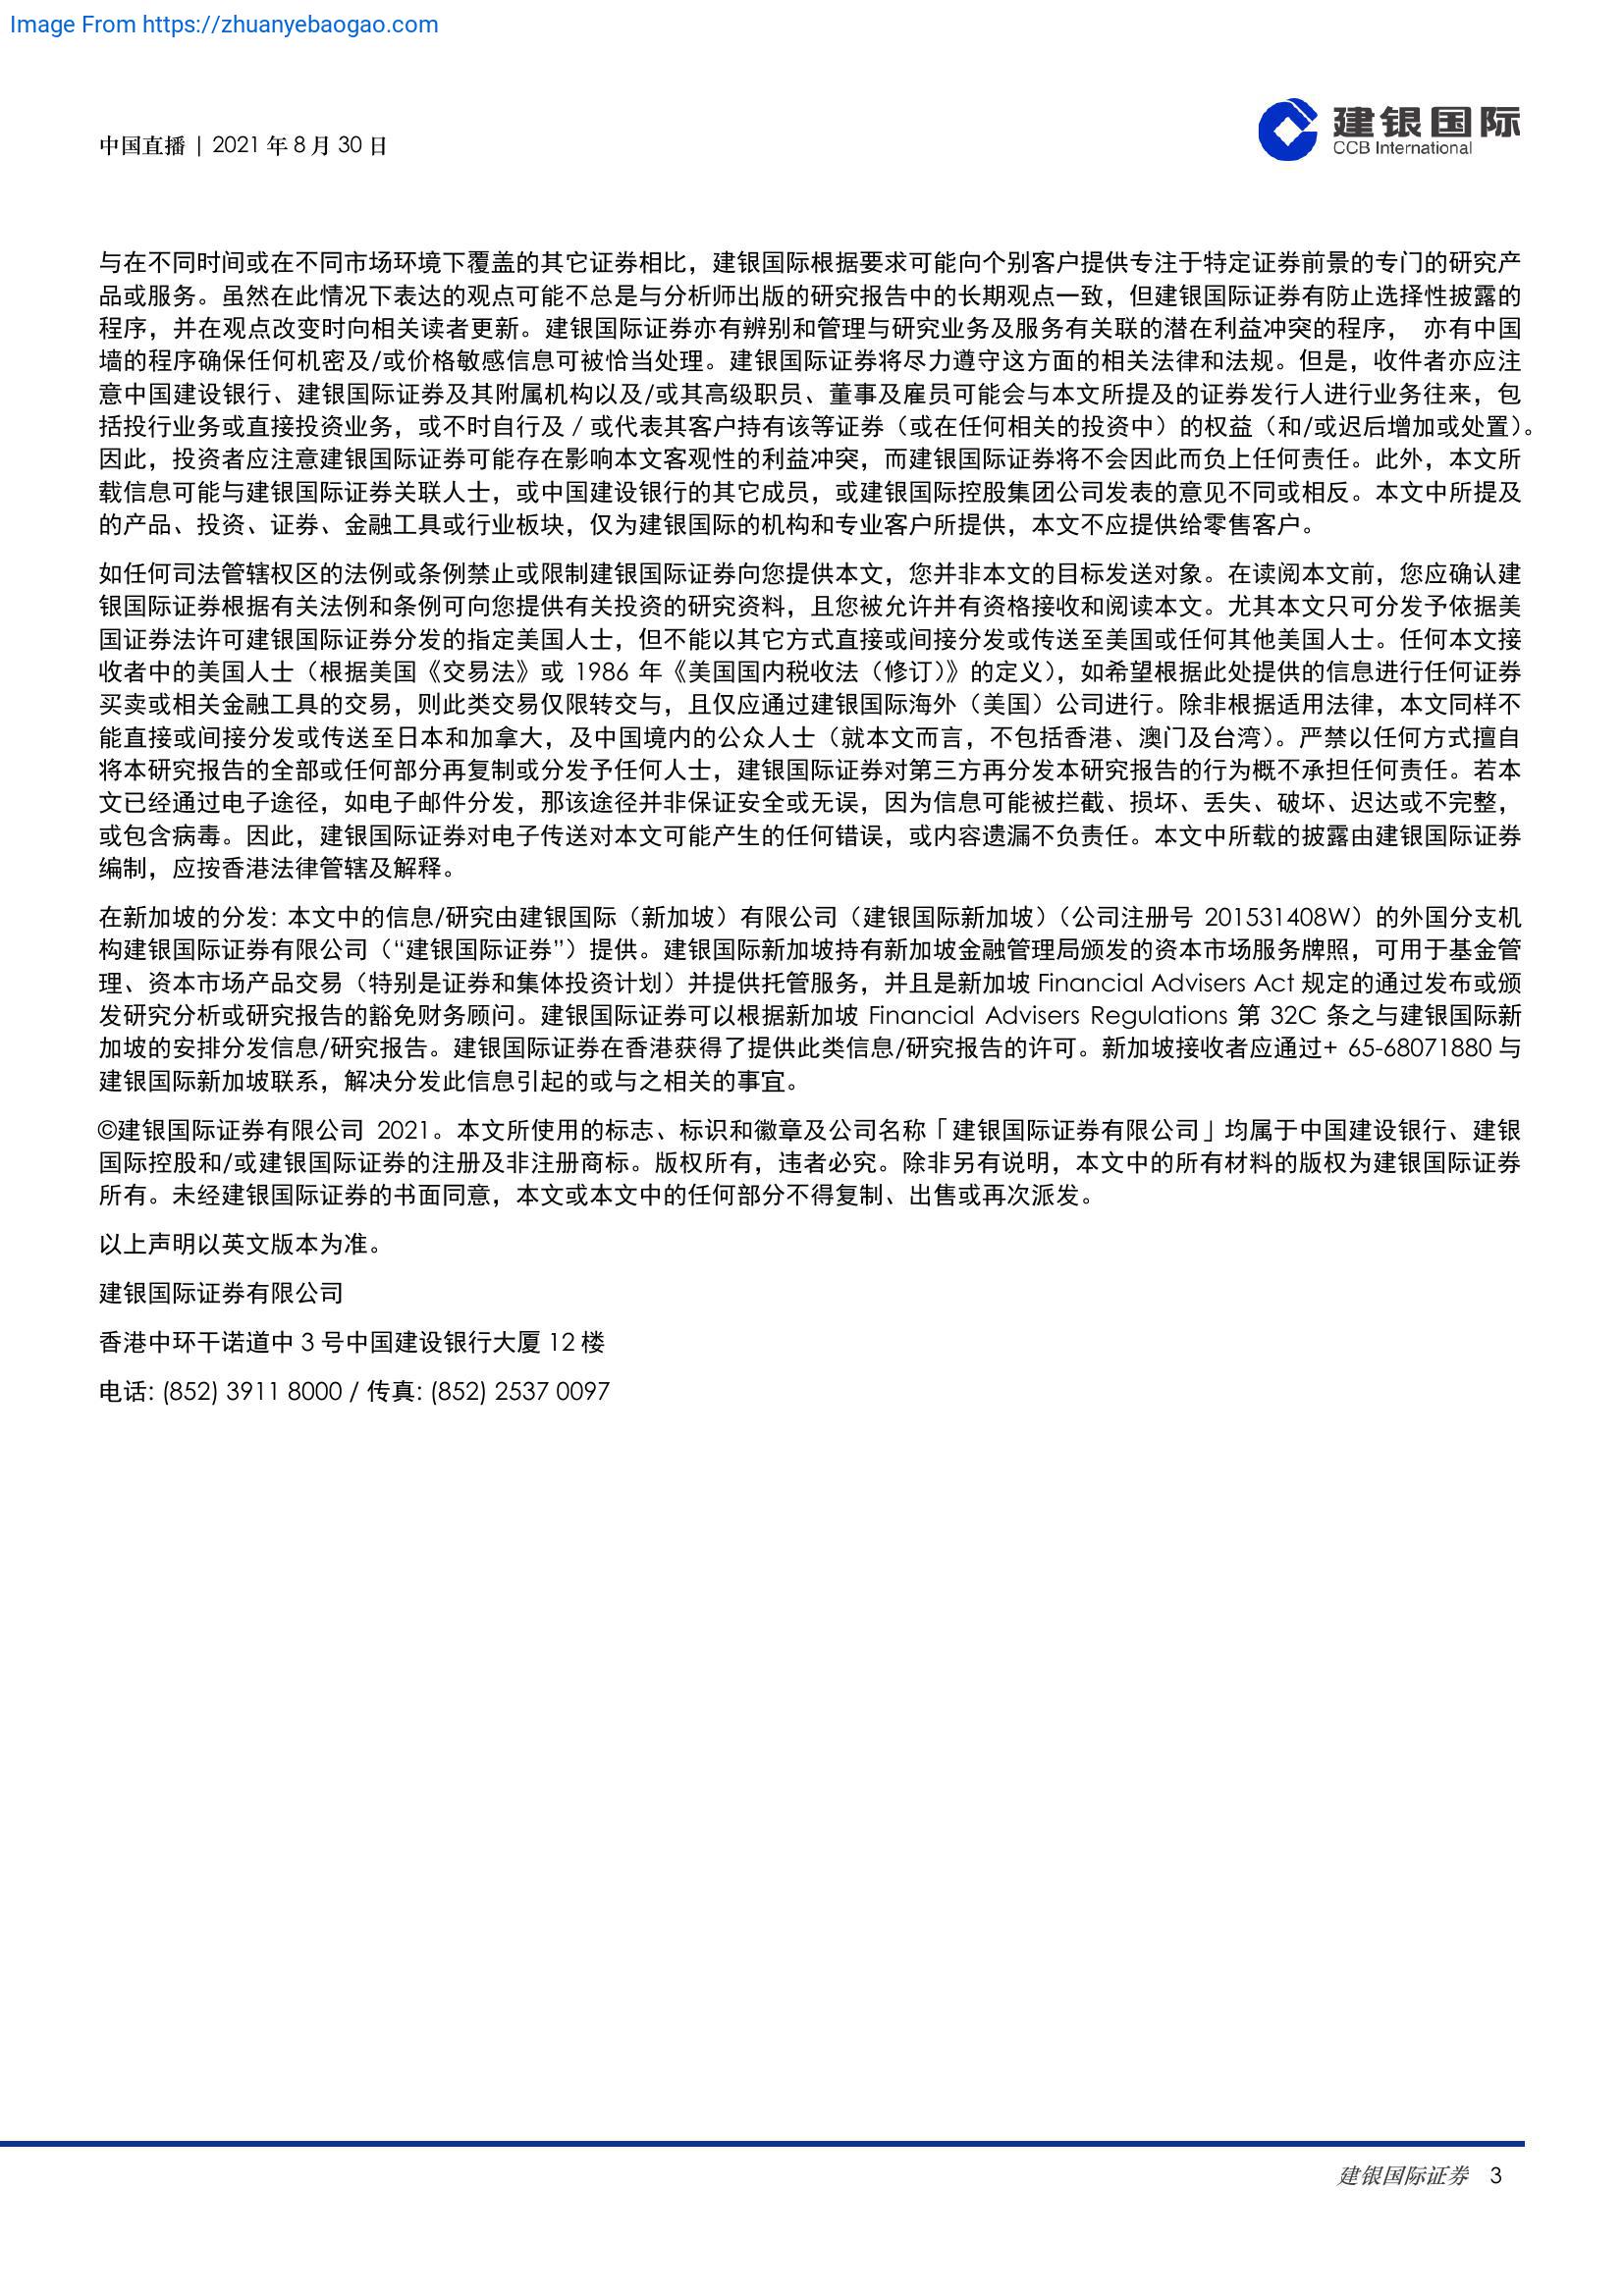 Image From https://zhuanyebaogao.com
中国直播 | 2021 年 8 月 30 日
建银国际
CCB International
与在不同时间或在不同市场环境下覆盖的其它证券相比，建银国际根据要求可能向个别客户提供专注于特定证券前景的专门的研究产
品或服务。虽然在此情况下表达的观点可能不总是与分析师出版的研究报告中的长期观点一致，但建银国际证券有防止选择性披露的
程序，并在观点改变时向相关读者更新。建银国际证券亦有辨别和管理与研究业务及服务有关联的潜在利益冲突的程序， 亦有中国
墙的程序确保任何机密及/或价格敏感信息可被恰当处理。建银国际证券将尽力遵守这方面的相关法律和法规。但是，收件者亦应注
意中国建设银行、建银国际证券及其附属机构以及/或其高级职员、董事及雇员可能会与本文所提及的证券发行人进行业务往来，包
括投行业务或直接投资业务，或不时自行及 / 或代表其客户持有该等证券（或在任何相关的投资中）的权益（和/或迟后增加或处置）。
因此，投资者应注意建银国际证券可能存在影响本文客观性的利益冲突，而建银国际证券将不会因此而负上任何责任。此外，本文所
载信息可能与建银国际证券关联人士，或中国建设银行的其它成员，或建银国际控股集团公司发表的意见不同或相反。本文中所提及
的产品、投资、证券、金融工具或行业板块，仅为建银国际的机构和专业客户所提供，本文不应提供给零售客户。
如任何司法管辖权区的法例或条例禁止或限制建银国际证券向您提供本文，您并非本文的目标发送对象。在读阅本文前，您应确认建
银国际证券根据有关法例和条例可向您提供有关投资的研究资料，且您被允许并有资格接收和阅读本文。尤其本文只可分发予依据美
国证券法许可建银国际证券分发的指定美国人士，但不能以其它方式直接或间接分发或传送至美国或任何其他美国人士。任何本文接
收者中的美国人士（根据美国《交易法》或 1986 年《美国国内税收法（修订）》的定义），如希望根据此处提供的信息进行任何证券
买卖或相关金融工具的交易，则此类交易仅限转交与，且仅应通过建银国际海外（美国）公司进行。除非根据适用法律，本文同样不
能直接或间接分发或传送至日本和加拿大，及中国境内的公众人士（就本文而言，不包括香港、澳门及台湾）。严禁以任何方式擅自
将本研究报告的全部或任何部分再复制或分发予任何人士，建银国际证券对第三方再分发本研究报告的行为概不承担任何责任。若本
文已经通过电子途径，如电子邮件分发，那该途径并非保证安全或无误，因为信息可能被拦截、损坏、丢失、破坏、迟达或不完整，
或包含病毒。因此，建银国际证券对电子传送对本文可能产生的任何错误，或内容遗漏不负责任。本文中所载的披露由建银国际证券
编制，应按香港法律管辖及解释。
在新加坡的分发: 本文中的信息/研究由建银国际（新加坡）有限公司（建银国际新加坡）（公司注册号 201531408W）的外国分支机
构建银国际证券有限公司（“建银国际证券”）提供。建银国际新加坡持有新加坡金融管理局颁发的资本市场服务牌照，可用于基金管
理、资本市场产品交易（特别是证券和集体投资计划）并提供托管服务，并且是新加坡 Financial Advisers Act 规定的通过发布或颁
发研究分析或研究报告的豁免财务顾问。建银国际证券可以根据新加坡 Financial Advisers Regulations 第 32C 条之与建银国际新
加坡的安排分发信息/研究报告。建银国际证券在香港获得了提供此类信息/研究报告的许可。新加坡接收者应通过+ 65-68071880 与
建银国际新加坡联系，解决分发此信息引起的或与之相关的事宜。
©建银国际证券有限公司 2021。本文所使用的标志、标识和徽章及公司名称「建银国际证券有限公司」均属于中国建设银行、建银
国际控股和/或建银国际证券的注册及非注册商标。版权所有，违者必究。除非另有说明，本文中的所有材料的版权为建银国际证券
所有。未经建银国际证券的书面同意，本文或本文中的任何部分不得复制、出售或再次派发。
以上声明以英文版本为准。
建银国际证券有限公司
香港中环干诺道中 3 号中国建设银行大厦 12 楼
电话: (852) 3911 8000 / 传真: (852) 2537 0097
建银国际证券 3